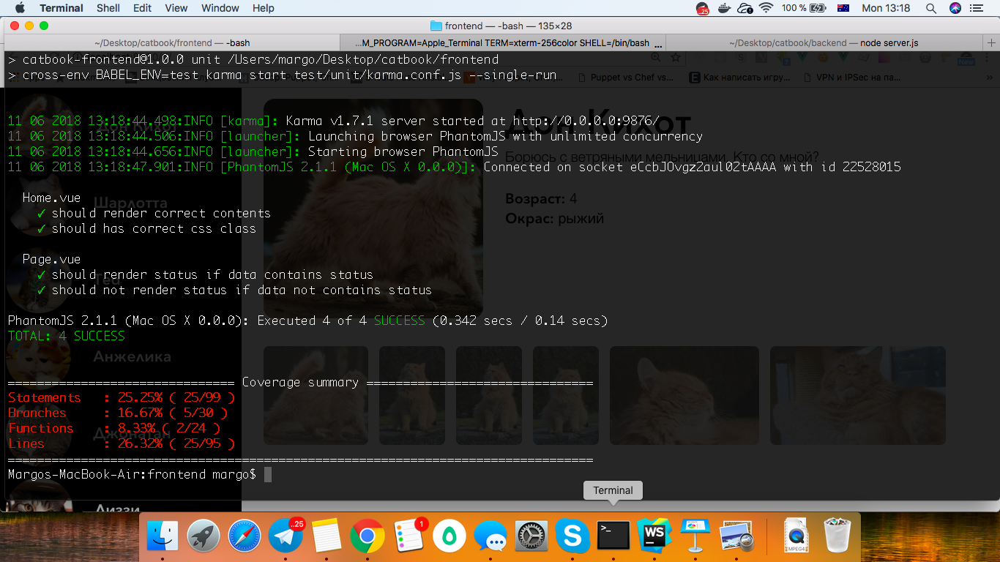 Terminal Shell Edit View Window Help 100 % Mon 13:18
frontend — -bash — 135×28
~/Desktop/catbook/frontend — -bash
...M_PROGRAM=Apple_Terminal TERM=xterm-256color SHELL=/bin/bash ...
~/Desktop/catbook/backend — node server.js
> catbook-frontend@1.0.0 unit /Users/margo/Desktop/catbook/frontend
> cross-env BABEL_ENV=test karma start test/unit/karma.conf.js --single-run
Puppet vs Chef vs...
Как написать игру...
VPN и IPSec на па...
11 06 2018 13:18:44.498:INFO [karma]: Karma v1.7.1 server started at http://0.0.0.0:9876/
11 06 2018 13:18:44.506:INFO [launcher]: Launching browser PhantomJS with unlimited concurrency
11 06 2018 13:18:44.656:INFO [launcher]: Starting browser PhantomJS
11 06 2018 13:18:47.901:INFO [PhantomJS 2.1.1 (Mac OS X 0.0.0)]: Connected on socket eCcbJOvgz2aul02tAAAA with id 22528015
Дон Кихот
Дон Кихот
Борюсь с ветряными мельницами. Кто со мной?
Возраст: 4
Окрас: рыжий
Home.vue
Шарлотта
✓ should render correct contents
✓ should has correct css class
Page.vue
✓ should render status if data contains status
Ted
✓ should not render status if data not contains status
PhantomJS 2.1.1 (Mac OS X 0.0.0): Executed 4 of 4 SUCCESS (0.342 secs / 0.14 secs)
TOTAL: 4 SUCCESS
Анжелика
=============================== Coverage summary ===============================
Statements : 25.25% ( 25/99 )
Branches : 16.67% ( 5/30 )
Functions : 8.33% ( 2/24 )
Джонатан
Lines : 26.32% ( 25/95 )
================================================================================
Margos-MacBook-Air:frontend margo$
Лиззи
Terminal
..25
1
WS
MPEG4